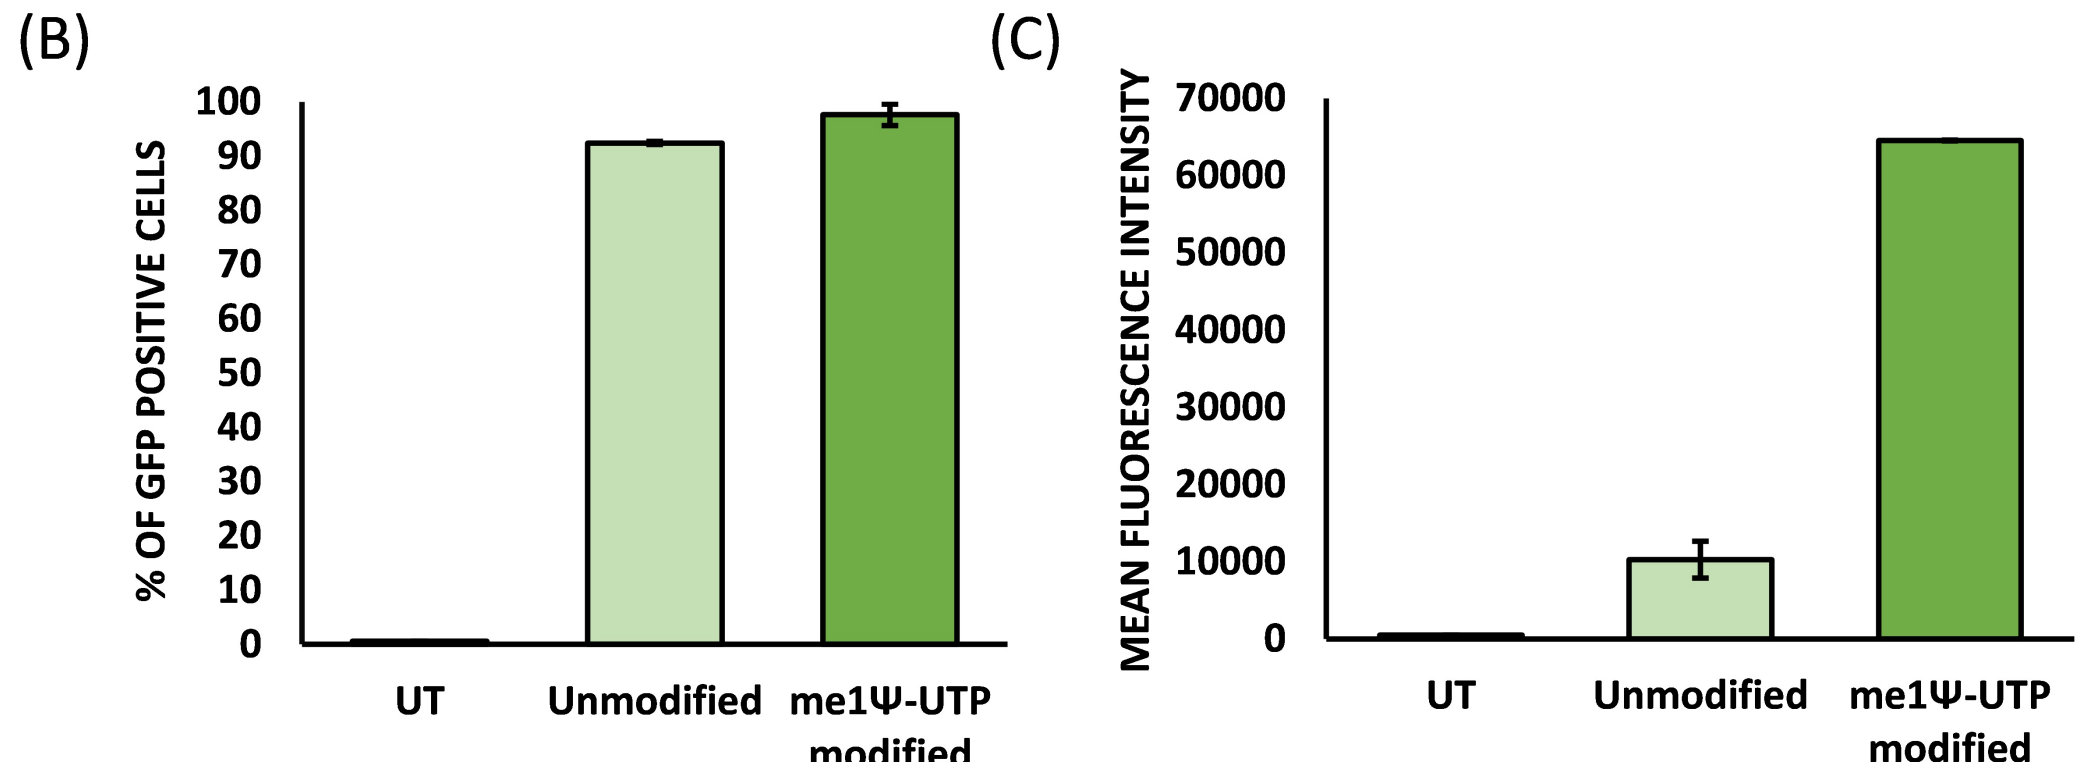 (B)
% OF GFP POSITIVE CELLS
100
90
80
70
60
50
40
30
20
10
0
UT
Unmodified
me1Ψ-UTP
modified
(C)
MEAN FLUORESCENCE INTENSITY
70000
60000
50000
40000
30000
20000
10000
0
UT
Unmodified
me1Ψ-UTP
modified